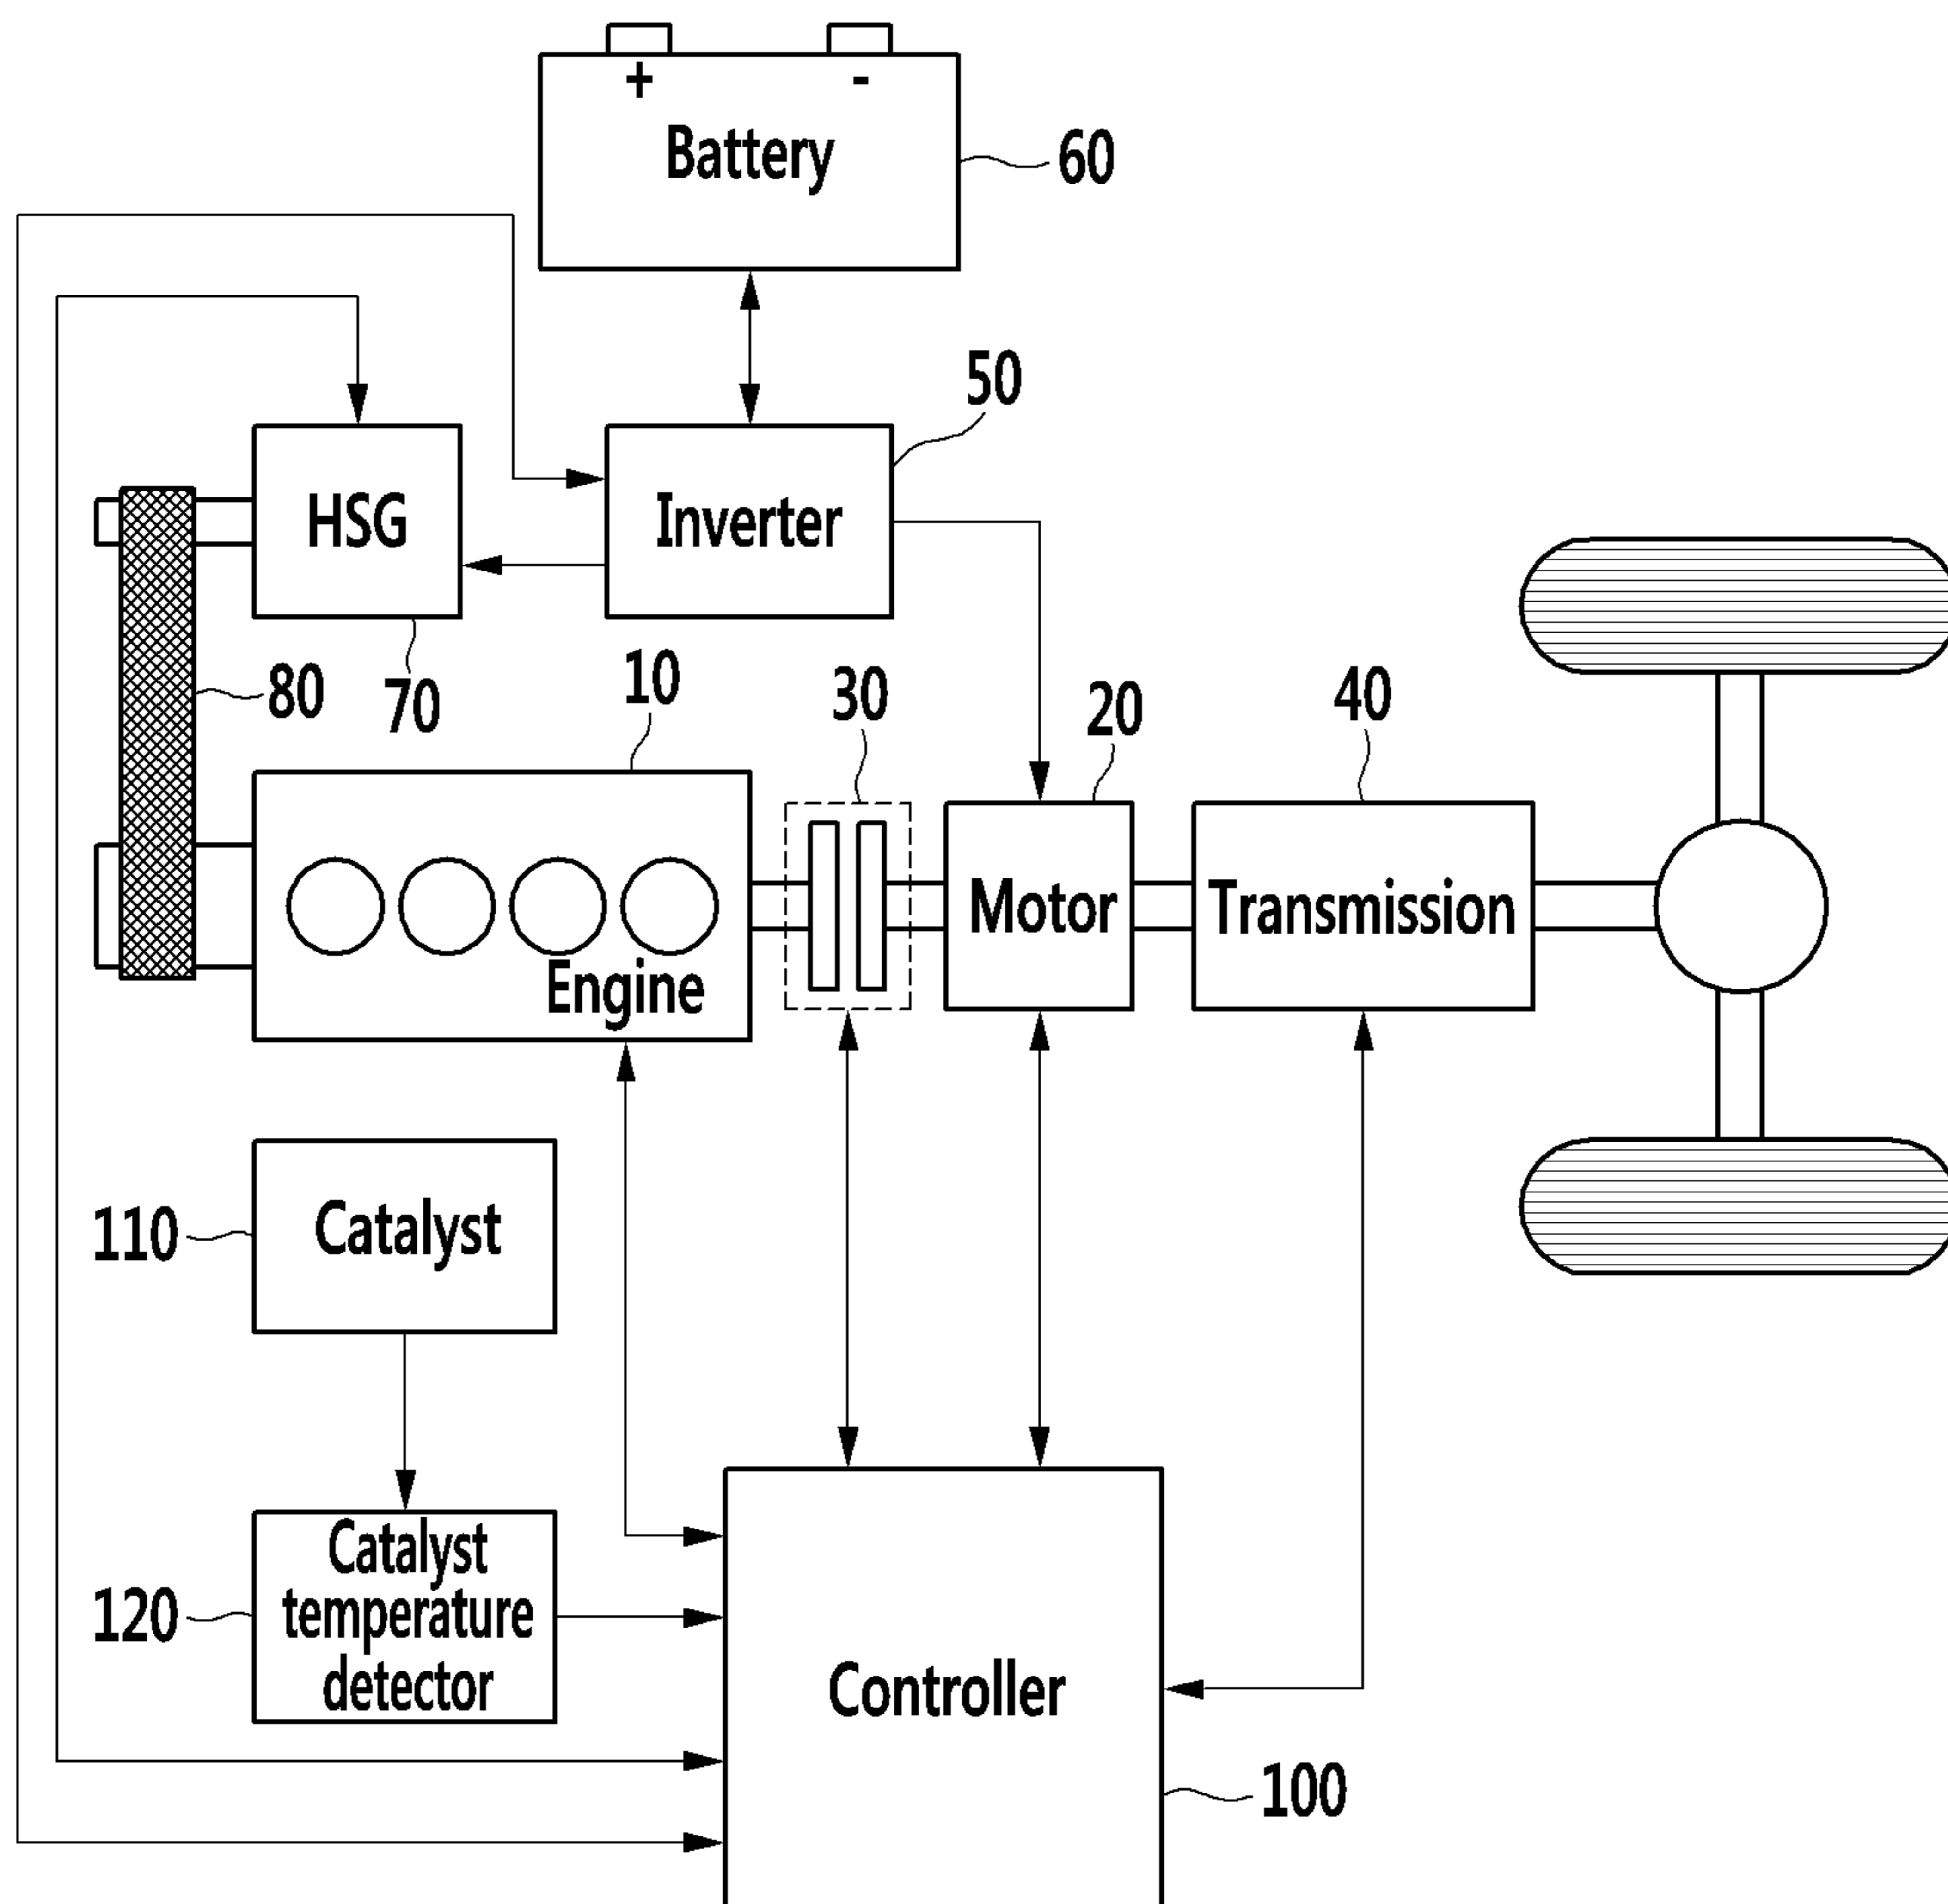 + -
Battery
60
50
HSG
Inverter
80
70
10
30
20
40
Motor
Transmission
Engine
110
Catalyst
120
Catalyst
temperature
detector
Controller
100